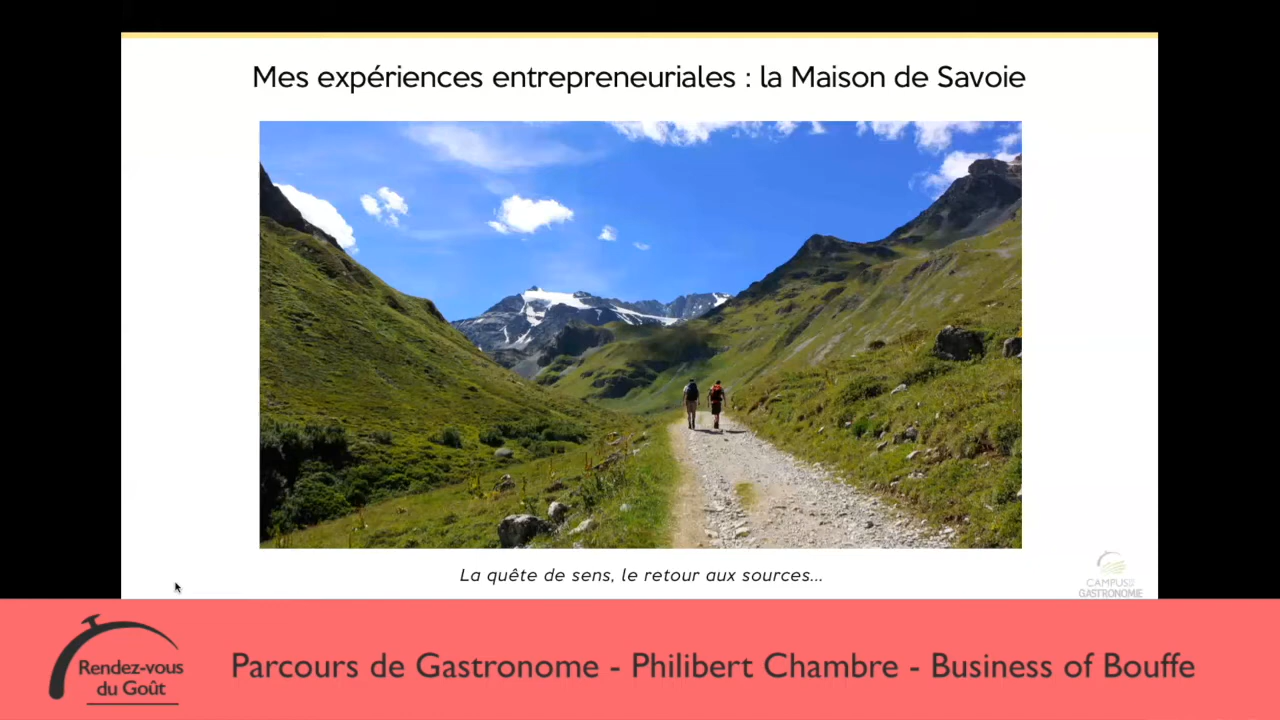 Mes expériences entrepreneuriales : la Maison de Savoie
La quête de sens, le retour aux sources...
CAMPUS
GASTRONOMIE
Rendez-vous
du Goût
Parcours de Gastronome - Philibert Chambre - Business of Bouffe